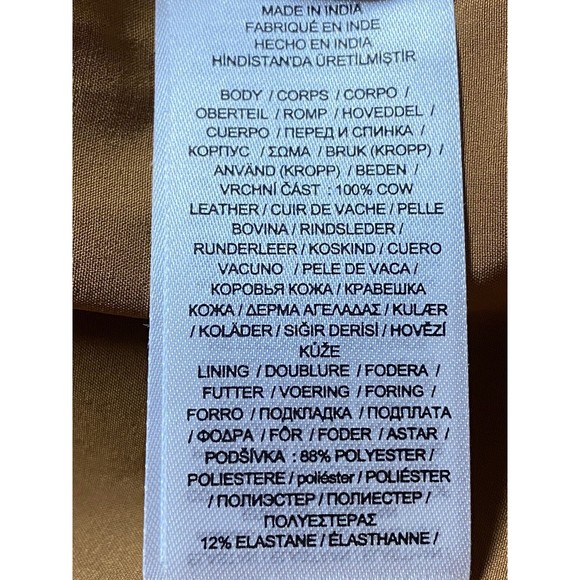 MADE IN INDIA
FABRIQUÉ EN INDE
HECHO EN INDIA
HİNDİSTAN'DA ÜRETILMİŞTİR
BODY / CORPS / CORPO /
OBERTEIL / ROMP / HOVEDDEL /
CUERPO / ПЕРЕД И СПИНКА /
КОРПУС / ΣΩΜΑ / BRUK (KROPP) /
ANVÄND (KROPP) / BEDEN /
VRCHNÍ ČÁST : 100% COW
LEATHER / CUIR DE VACHE / PELLE
BOVINA / RINDSLEDER /
RUNDERLEER / KOSKIND / CUERO
VACUNO / PELE DE VACA /
КОРОВЬЯ КОЖА / КРАВЕШКА
КОЖА / ΔΕΡΜΑ ΑΓΕΛΑΔΑΣ / KULÆR
/ KOLÄDER / SIĞIR DERİSİ / HOVĚZÍ
KŮŽE
LINING / DOUBLURE / FODERA /
FUTTER / VOERING / FORING /
FORRO / ПОДКЛАДКА / ПОДПЛАТА
/ ΦΟΔΡΑ / FÔR / FODER / ASTAR /
PODŠÍVKA : 88% POLYESTER /
POLIESTERE / poliéster / POLIÉSTER
/ ПОЛИЭСТЕР / ПОЛИЕСТЕР /
ΠΟΛΥΕΣΤΕΡΑΣ
12% ELASTANE / ÉLASTHANNE /